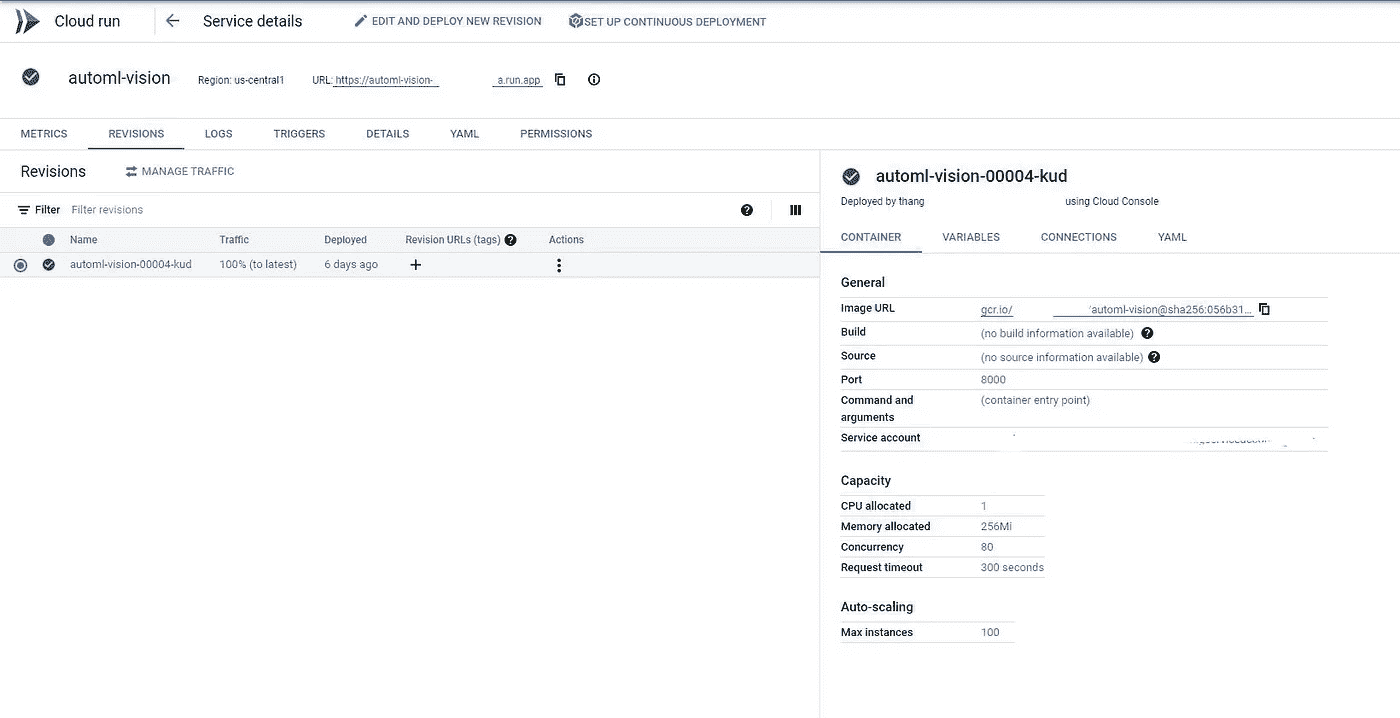 Cloud run
Service details
EDIT AND DEPLOY NEW REVISION
SET UP CONTINUOUS DEPLOYMENT
automl-vision
Region: us-central1
URL: https://automl-vision- a.run.app
METRICS
REVISIONS
LOGS
TRIGGERS
DETAILS
YAML
PERMISSIONS
Revisions
MANAGE TRAFFIC
Filter Filter revisions
Name Traffic Deployed Revision URLs (tags) Actions
automl-vision-00004-kud 100% (to latest) 6 days ago
automl-vision-00004-kud
Deployed by thang using Cloud Console
CONTAINER
VARIABLES
CONNECTIONS
YAML
General
Image URL gcr.io/ automl-vision@sha256:056b31...
Build (no build information available)
Source (no source information available)
Port 8000
Command and (container entry point)
arguments
Service account
Capacity
CPU allocated 1
Memory allocated 256Mi
Concurrency 80
Request timeout 300 seconds
Auto-scaling
Max instances 100